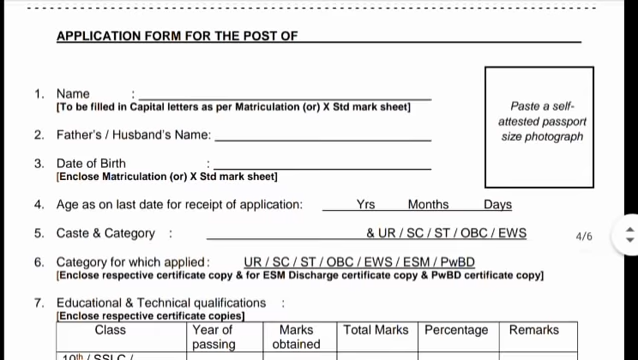 APPLICATION FORM FOR THE POST OF
1. Name :
[To be filled in Capital letters as per Matriculation (or) X Std mark sheet]
Paste a self-
attested passport
size photograph
2. Father's / Husband's Name:
3. Date of Birth :
[Enclose Matriculation (or) X Std mark sheet]
4. Age as on last date for receipt of application: Yrs Months Days
5. Caste & Category : & UR / SC / ST / OBC / EWS
4/6
6. Category for which applied : UR / SC / ST / OBC / EWS / ESM / PwBD
[Enclose respective certificate copy & for ESM Discharge certificate copy & PwBD certificate copy]
7. Educational & Technical qualifications :
[Enclose respective certificate copies]
Class Year of passing Marks obtained Total Marks Percentage Remarks
10th / SSLC /